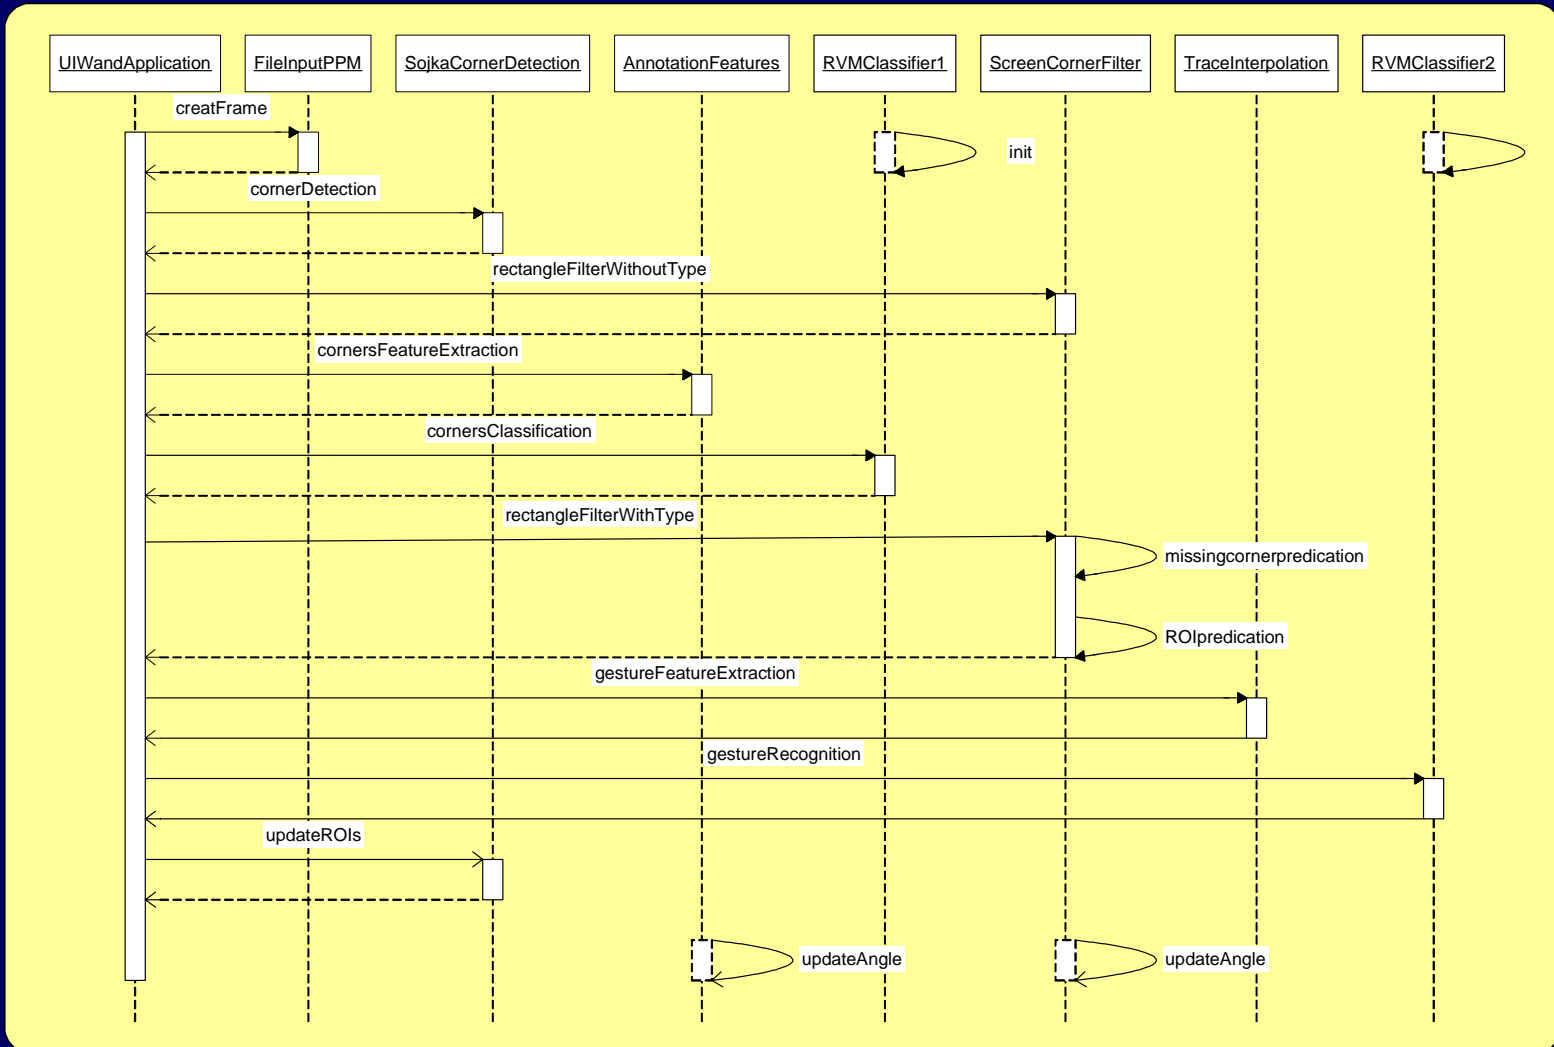 UIWandApplication
FileInputPPM
SojkaCornerDetection
AnnotationFeatures
RVMClassifier1
ScreenCornerFilter
TraceInterpolation
RVMClassifier2
creatFrame
init
cornerDetection
rectangleFilterWithoutType
cornersFeatureExtraction
cornersClassification
rectangleFilterWithType
missingcornerpredication
ROIpredication
gestureFeatureExtraction
gestureRecognition
updateROIs
updateAngle
updateAngle